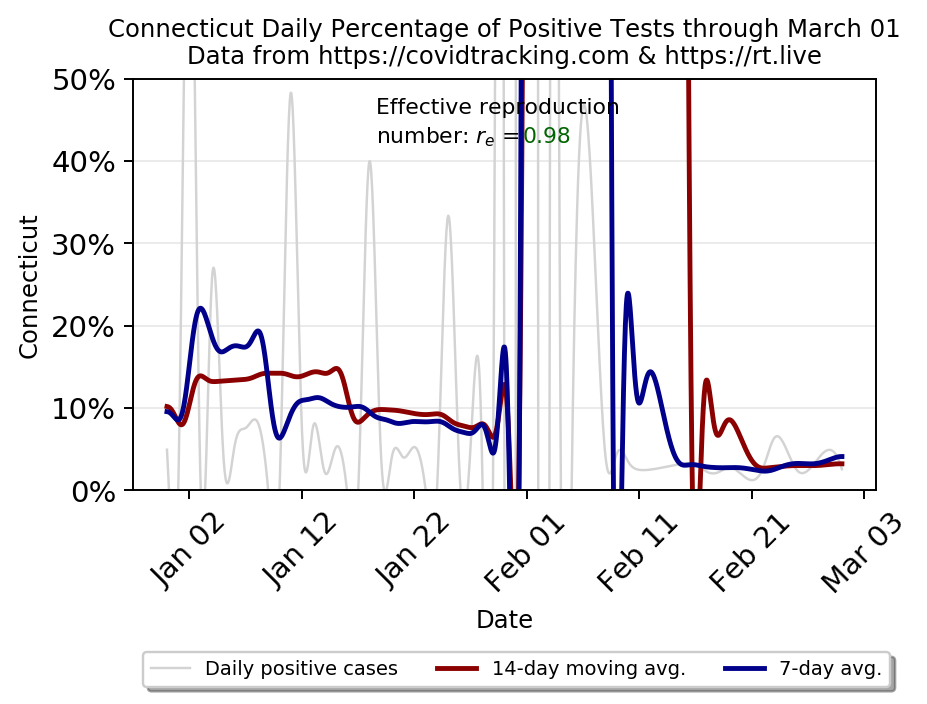 Connecticut Daily Percentage of Positive Tests through March 01
Data from https://covidtracking.com & https://rt.live
50%
Effective reproduction
number: rₑ =0.98
40%
30%
20%
10%
0%
Connecticut
Jan 02
Jan 12
Jan 22
Feb 01
Feb 11
Feb 21
Mar 03
Date
Daily positive cases
14-day moving avg.
7-day avg.